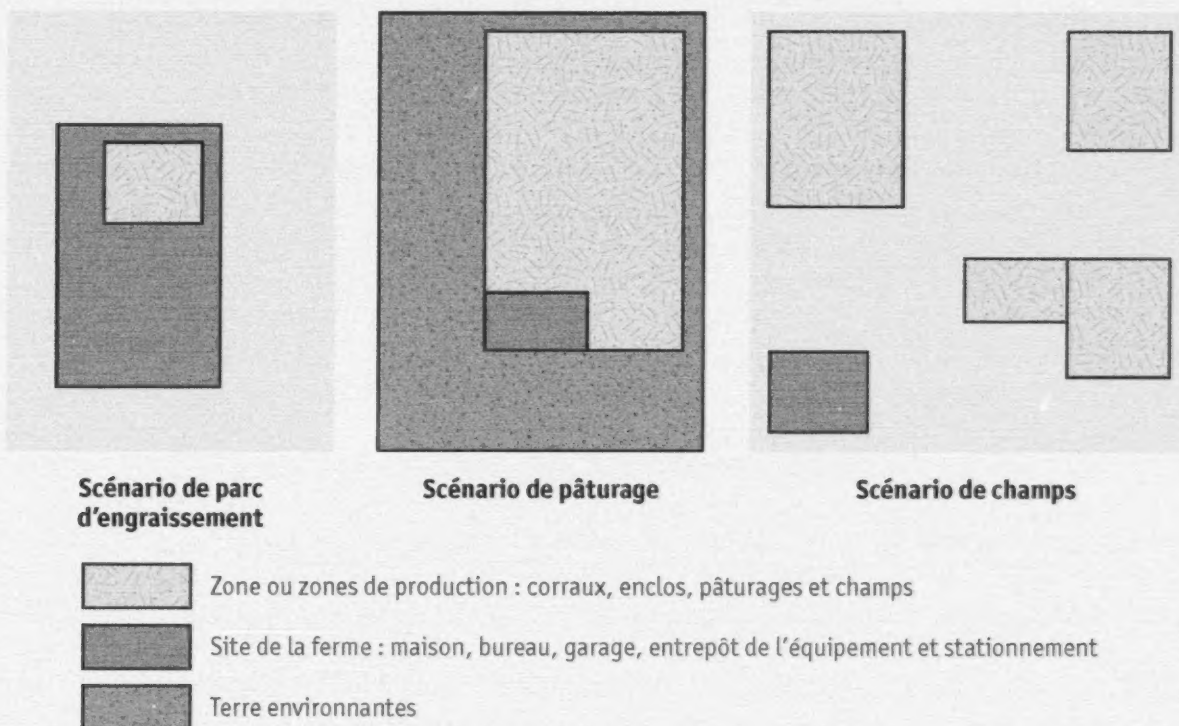 Scénario de parc
d'engraissement
Scénario de pâturage
Scénario de champs
Zone ou zones de production : corraux, enclos, pâturages et champs
Site de la ferme : maison, bureau, garage, entrepôt de l'équipement et stationnement
Terre environnantes